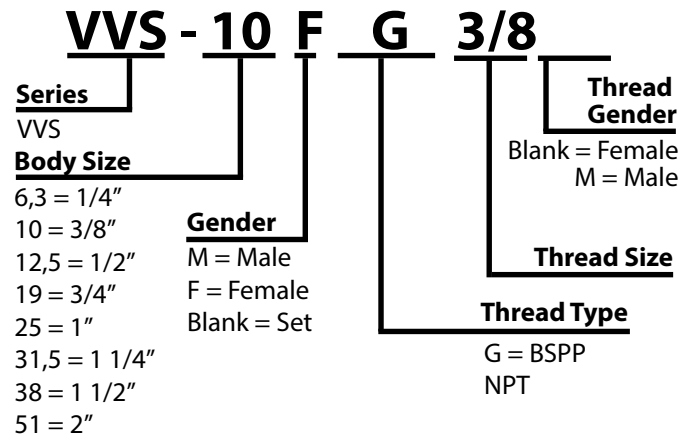 VVS - 10 F G 3/8
Series
VVS
Body Size
6,3 = 1/4”
10 = 3/8”
12,5 = 1/2”
19 = 3/4”
25 = 1”
31,5 = 1 1/4”
38 = 1 1/2”
51 = 2”
Gender
M = Male
F = Female
Blank = Set
Thread Type
G = BSPP
NPT
Thread Size
Thread
Gender
Blank = Female
M = Male